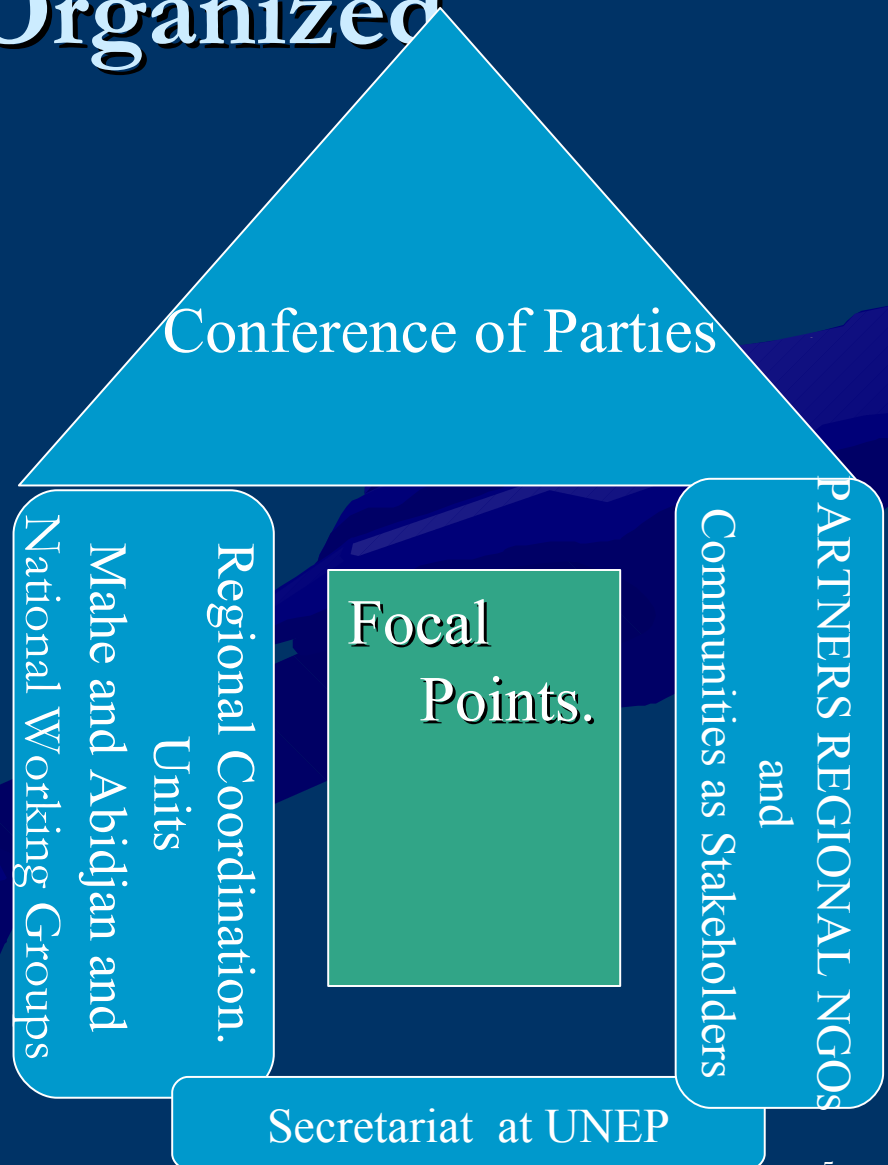 Organized
Conference of Parties
Regional Coordination.
Units
Mahe and Abidjan and
National Working Groups
Focal
Points.
PARTNERS REGIONAL NGOs
and
Communities as Stakeholders
Secretariat at UNEP